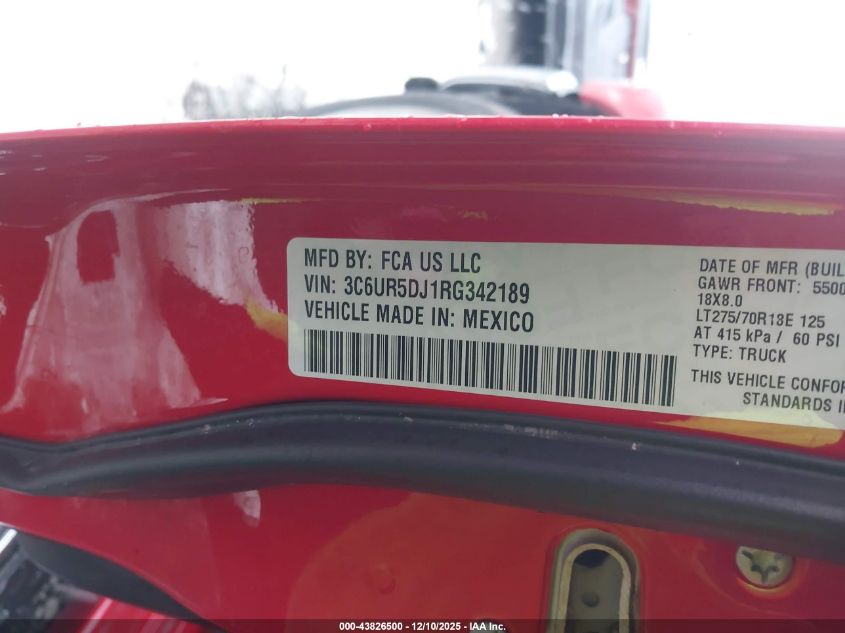 MFD BY: FCA US LLC
VIN: 3C6UR5DJ1RG342189
VEHICLE MADE IN: MEXICO
DATE OF MFR (BUIL
GAWR FRONT: 5500
18X8.0
LT275/70R18E 125
AT 415 kPa / 60 PSI
TYPE: TRUCK
THIS VEHICLE CONFOR
STANDARDS I
000-43826500 - 12/10/2025 - IAA Inc.